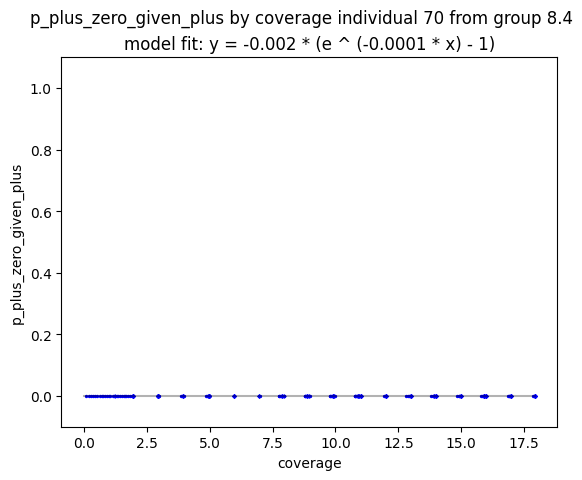 p_plus_zero_given_plus by coverage individual 70 from group 8.4
model fit: y = -0.002 * (e ^ (-0.0001 * x) - 1)
1.0
0.8
0.6
0.4
0.2
0.0
p_plus_zero_given_plus
0.0 2.5 5.0 7.5 10.0 12.5 15.0 17.5
coverage